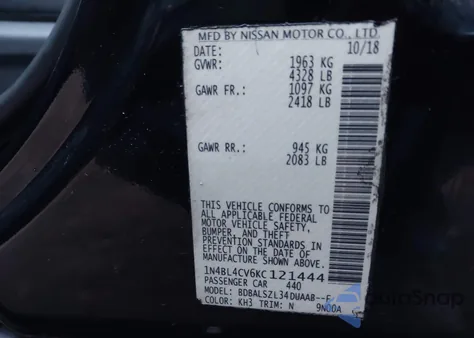 MFD BY NISSAN MOTOR CO., LTD.
DATE: 10/18
GVWR: 1963 KG
4328 LB
GAWR FR.: 1097 KG
2418 LB
GAWR RR.: 945 KG
2083 LB
THIS VEHICLE CONFORMS TO
ALL APPLICABLE FEDERAL
MOTOR VEHICLE SAFETY,
BUMPER, AND THEFT
PREVENTION STANDARDS IN
EFFECT ON THE DATE OF
MANUFACTURE SHOWN ABOVE.
1N4BL4CV6KC121444
PASSENGER CAR 440
MODEL: BDBALSZL34DUAAB--F
COLOR: KH3 TRIM: N 9N00A
AutoSnap